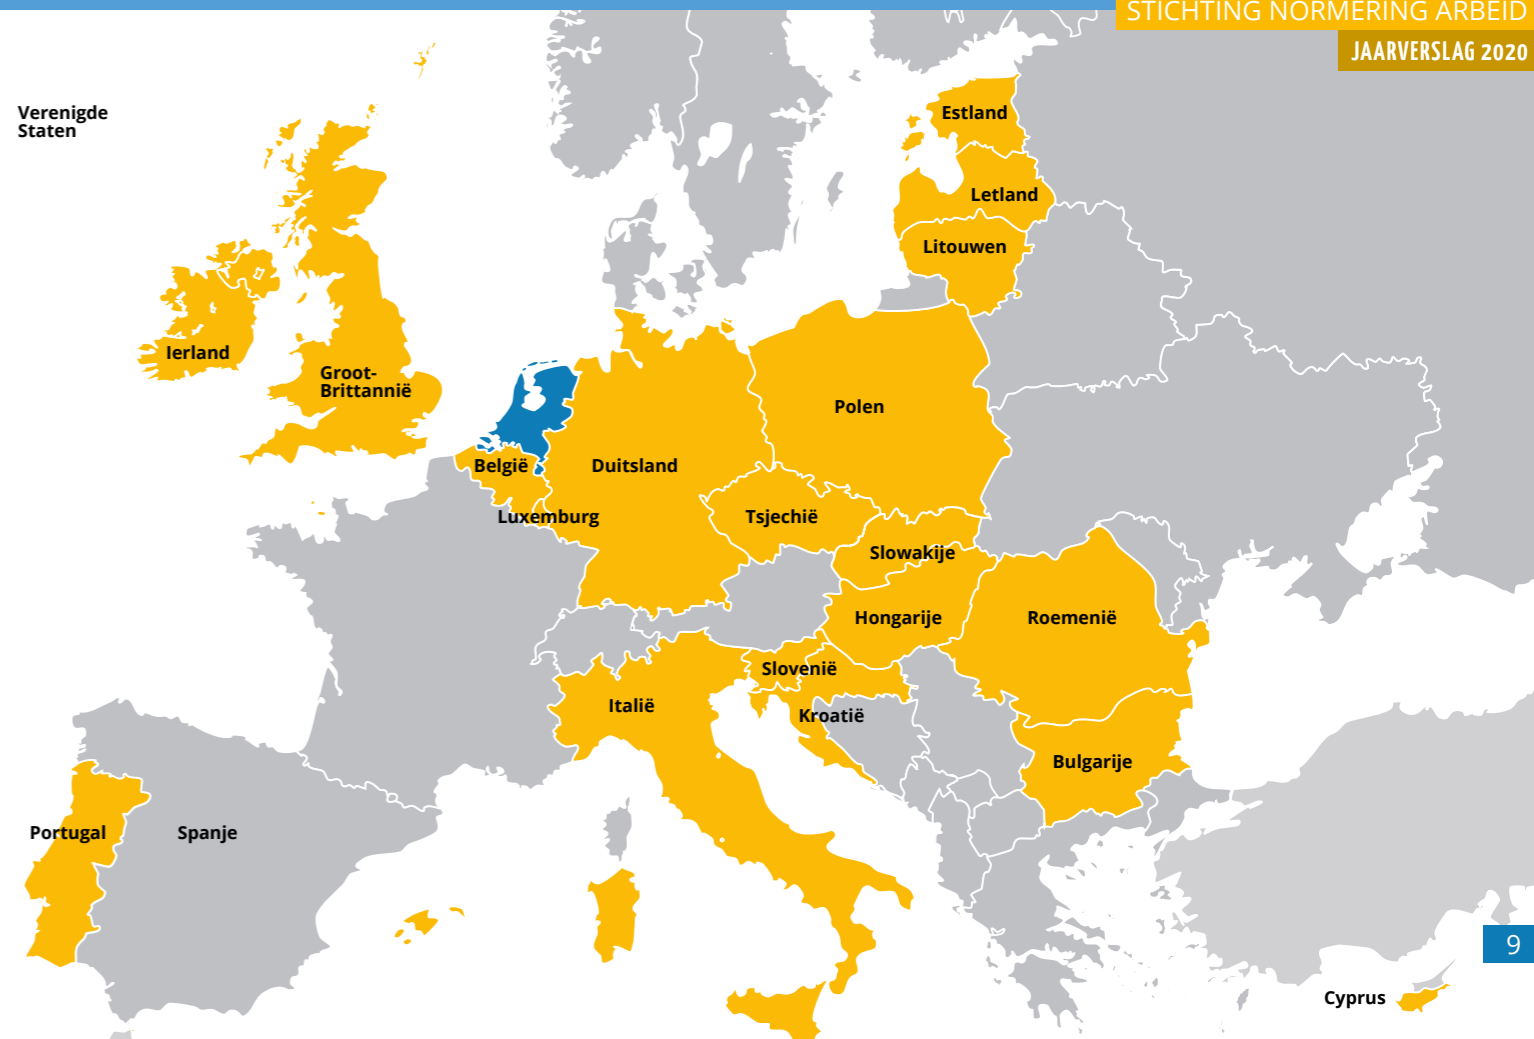 STICHTING NORMERING ARBEID
JAARVERSLAG 2020
Verenigde
Staten
Estland
Letland
Litouwen
Ierland
Groot-
Brittannië
Polen
België
Duitsland
Luxemburg
Tsjechië
Slowakije
Hongarije
Roemenië
Slovenië
Italië
Kroatië
Bulgarije
Portugal
Spanje
9
Cyprus